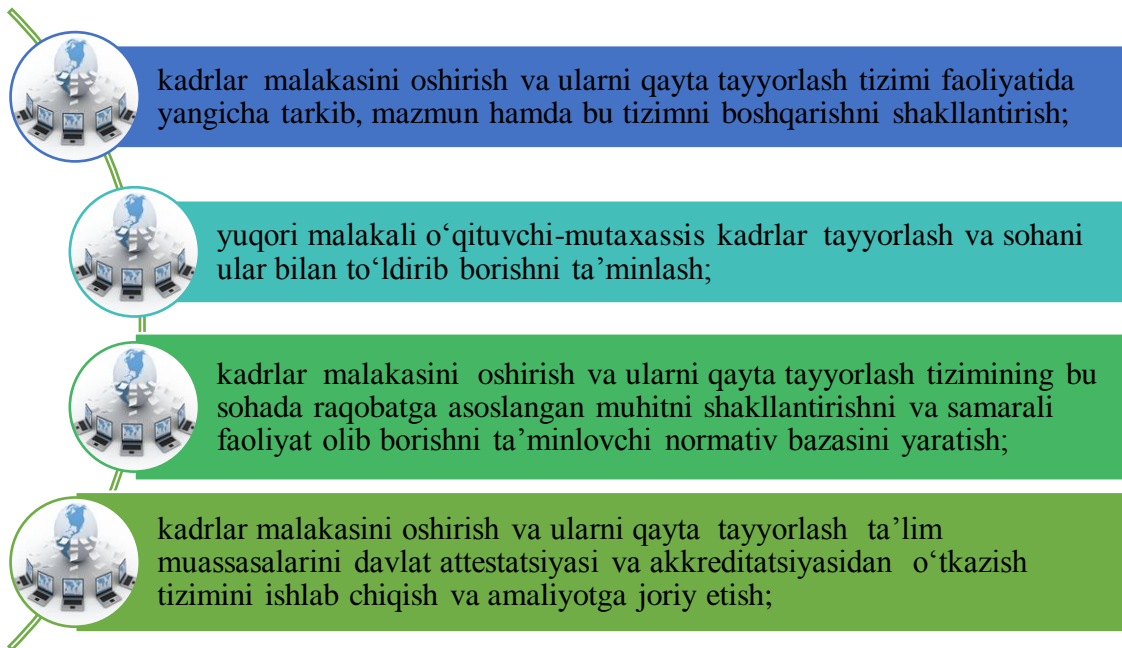 kadrlar malakasini oshirish va ularni qayta tayyorlash tizimi faoliyatida
yangicha tarkib, mazmun hamda bu tizimni boshqarishni shakllantirish;
yuqori malakali o‘qituvchi-mutaxassis kadrlar tayyorlash va sohani
ular bilan to‘ldirib borishni ta’minlash;
kadrlar malakasini oshirish va ularni qayta tayyorlash tizimining bu
sohada raqobatga asoslangan muhitni shakllantirishni va samarali
faoliyat olib borishni ta’minlovchi normativ bazasini yaratish;
kadrlar malakasini oshirish va ularni qayta tayyorlash ta’lim
muassasalarini davlat attestatsiyasi va akkreditatsiyasidan o‘tkazish
tizimini ishlab chiqish va amaliyotga joriy etish;